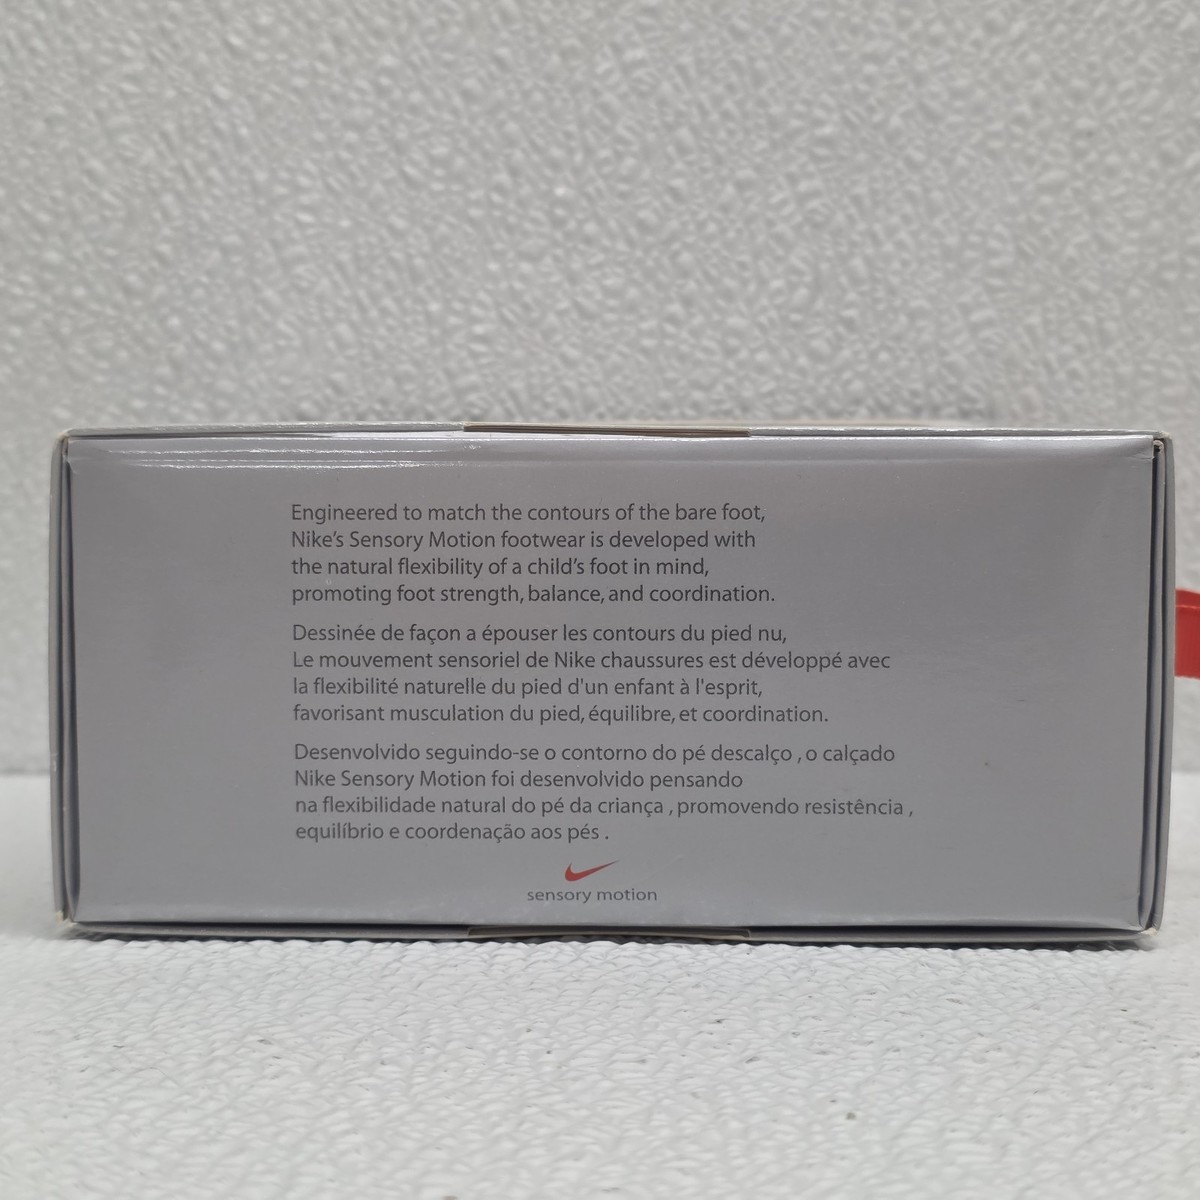 Engineered to match the contours of the bare foot,
Nike's Sensory Motion footwear is developed with
the natural flexibility of a child's foot in mind,
promoting foot strength, balance, and coordination.
Dessinée de façon a épouser les contours du pied nu,
Le mouvement sensoriel de Nike chaussures est développé avec
la flexibilité naturelle du pied d'un enfant à l'esprit,
favorisant musculation du pied, équilibre, et coordination.
Desenvolvido seguindo-se o contorno do pé descalço , o calçado
Nike Sensory Motion foi desenvolvido pensando
na flexibilidade natural do pé da criança , promovendo resistência ,
equilíbrio e coordenação aos pés .
sensory motion